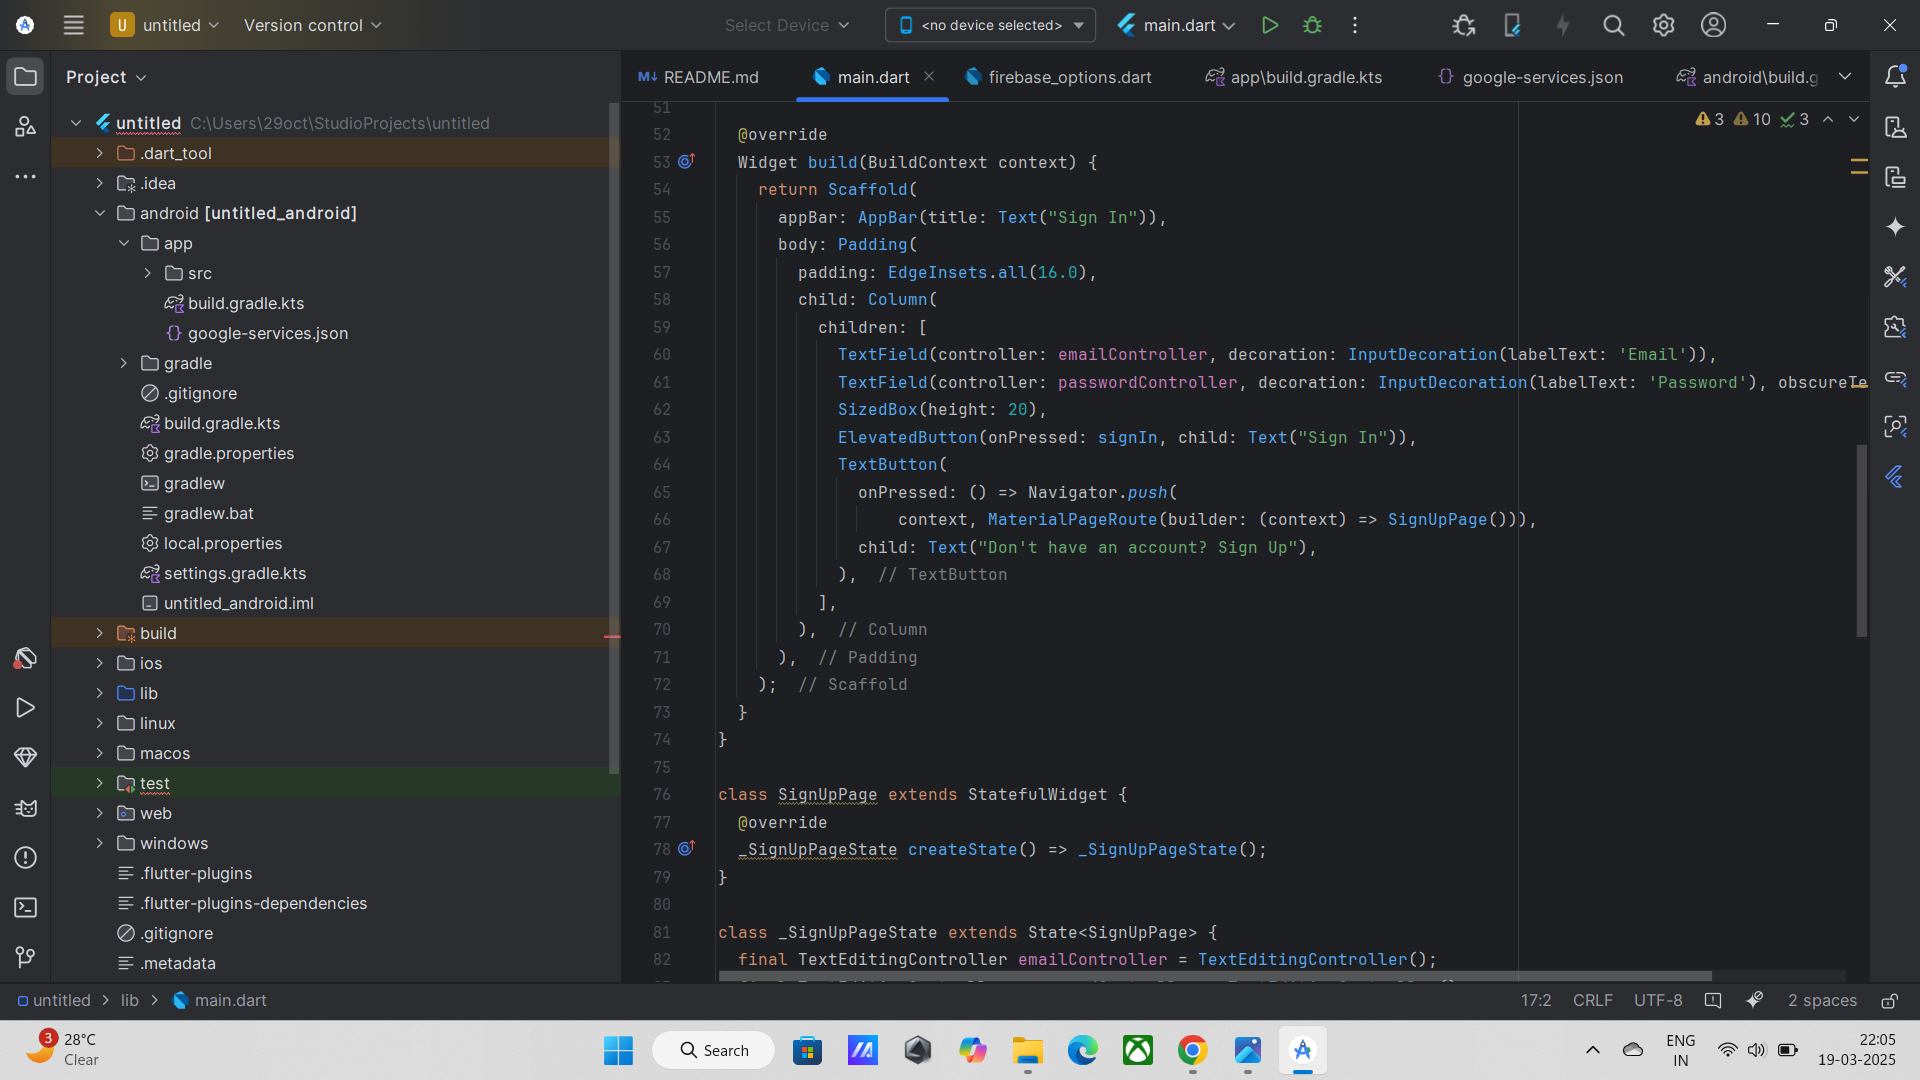 U untitled Version control Select Device <no device selected> main.dart
Project
README.md main.dart firebase_options.dart app\build.gradle.kts google-services.json android\build.g
untitled C:\Users\29oct\StudioProjects\untitled
.dart_tool
.idea
android [untitled_android]
app
src
build.gradle.kts
google-services.json
gradle
.gitignore
build.gradle.kts
gradle.properties
gradlew
gradlew.bat
local.properties
settings.gradle.kts
untitled_android.iml
build
ios
lib
linux
macos
test
web
windows
.flutter-plugins
.flutter-plugins-dependencies
.gitignore
.metadata
3 10 3
51
52 @override
53 Widget build(BuildContext context) {
54 return Scaffold(
55 appBar: AppBar(title: Text("Sign In")),
56 body: Padding(
57 padding: EdgeInsets.all(16.0),
58 child: Column(
59 children: [
60 TextField(controller: emailController, decoration: InputDecoration(labelText: 'Email')),
61 TextField(controller: passwordController, decoration: InputDecoration(labelText: 'Password'), obscureTe
62 SizedBox(height: 20),
63 ElevatedButton(onPressed: signIn, child: Text("Sign In")),
64 TextButton(
65 onPressed: () => Navigator.push(
66 context, MaterialPageRoute(builder: (context) => SignUpPage())),
67 child: Text("Don't have an account? Sign Up"),
68 ), // TextButton
69 ],
70 ), // Column
71 ), // Padding
72 ); // Scaffold
73 }
74 }
75
76 class SignUpPage extends StatefulWidget {
77 @override
78 _SignUpPageState createState() => _SignUpPageState();
79 }
80
81 class _SignUpPageState extends State<SignUpPage> {
82 final TextEditingController emailController = TextEditingController();
untitled > lib > main.dart 17:2 CRLF UTF-8 2 spaces
3 28°C
Clear
Search
ENG
IN
22:05
19-03-2025